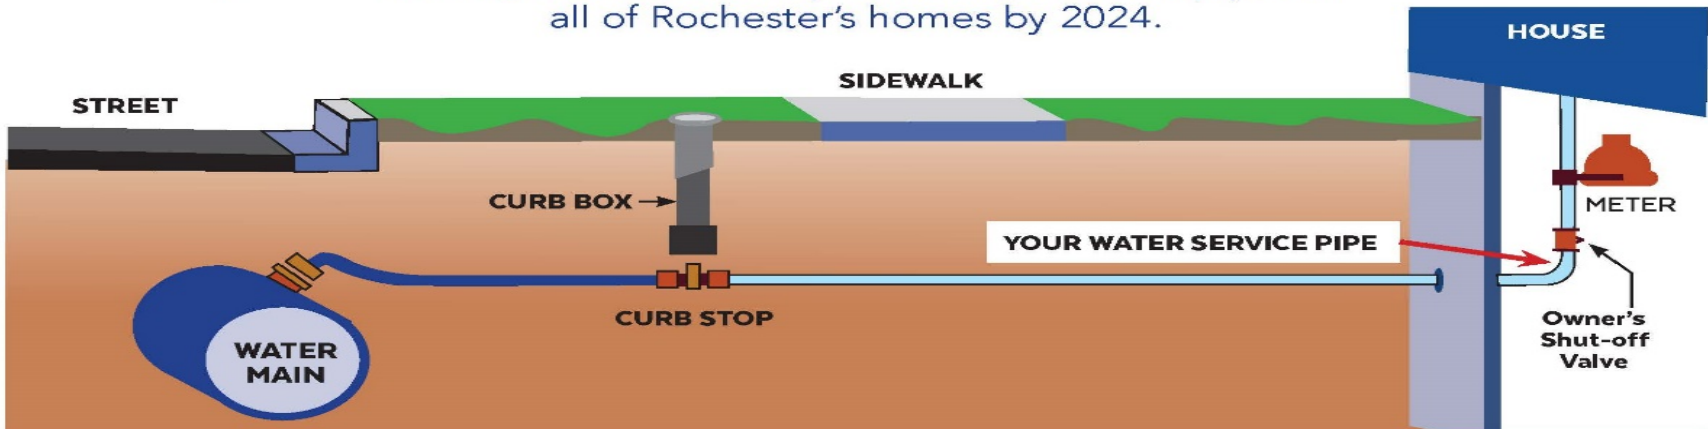 all of Rochester's homes by 2024.
HOUSE
SIDEWALK
STREET
CURB BOX
METER
YOUR WATER SERVICE PIPE
CURB STOP
Owner's
Shut-off
Valve
WATER
MAIN